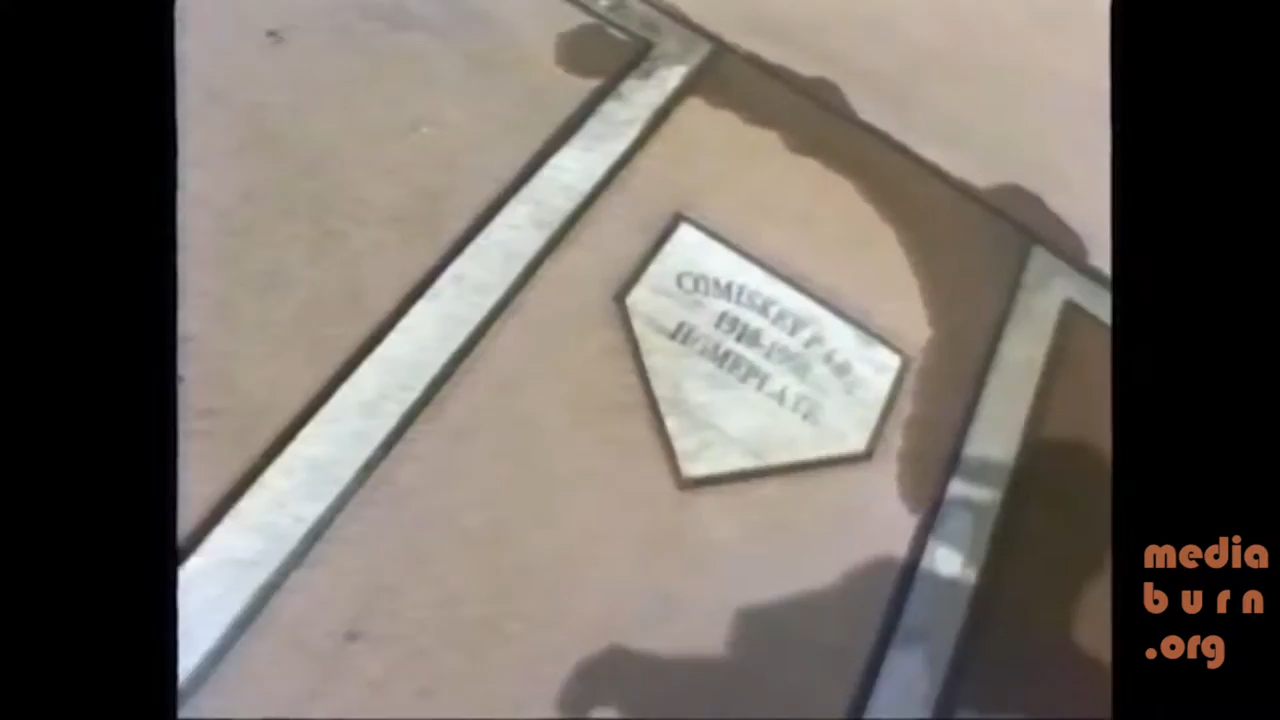 COMISKEY PARK
1910-1990
HOMEPLATE
media
burn
.org